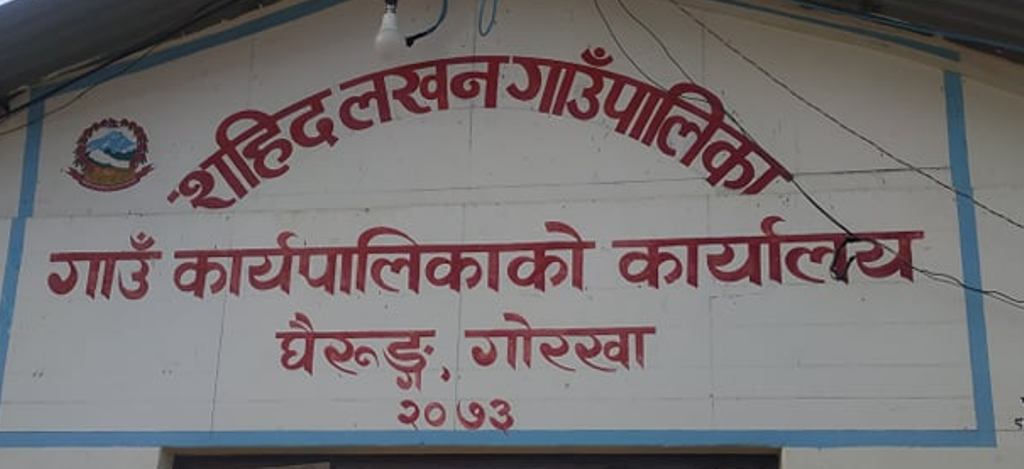 शहिद लखन गाउँपालिका
गाउँ कार्यपालिकाको कार्यालय
घैरूङ्ग, गोरखा
२०७३